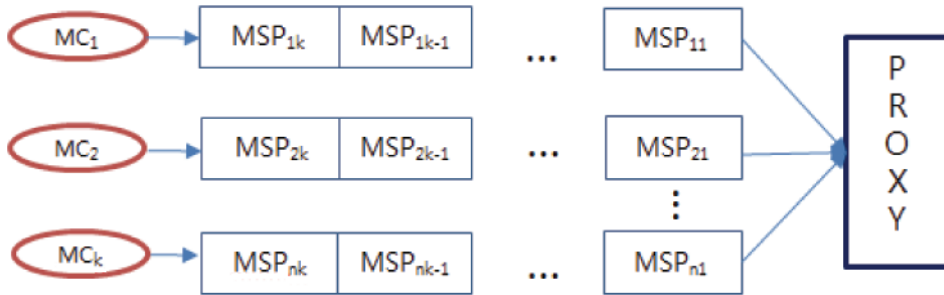 MC₁ MSP₁ₖ MSP₁ₖ₋₁ ... MSP₁₁
MC₂ MSP₂ₖ MSP₂ₖ₋₁ ... MSP₂₁
⋮
MCₖ MSPₙₖ MSPₙₖ₋₁ ... MSPₙ₁
P
R
O
X
Y